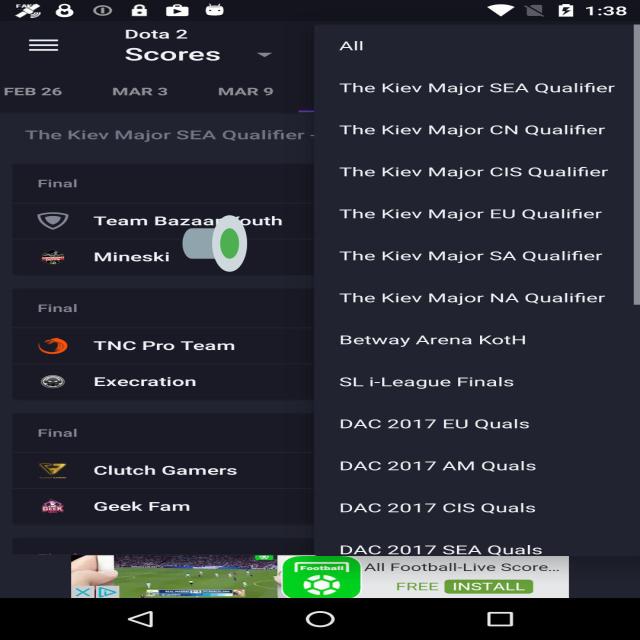 1:38
Dota 2
Scores
FEB 26 MAR 3 MAR 9
The Kiev Major SEA Qualifier -
Final
Team Bazaar Youth
Mineski
Final
TNC Pro Team
Execration
Final
Clutch Gamers
Geek Fam
All
The Kiev Major SEA Qualifier
The Kiev Major CN Qualifier
The Kiev Major CIS Qualifier
The Kiev Major EU Qualifier
The Kiev Major SA Qualifier
The Kiev Major NA Qualifier
Betway Arena KotH
SL i-League Finals
DAC 2017 EU Quals
DAC 2017 AM Quals
DAC 2017 CIS Quals
DAC 2017 SEA Quals
Football
All Football-Live Score...
FREE INSTALL